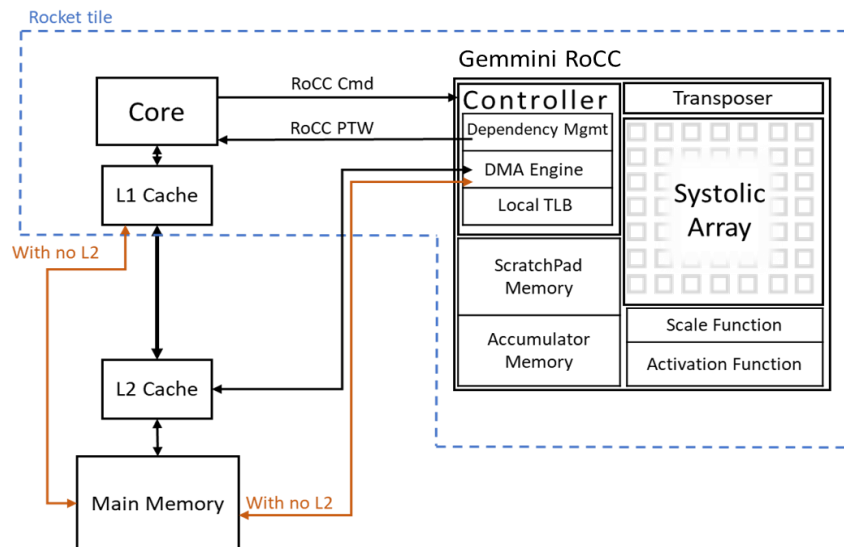 Rocket tile
Gemmini RoCC
RoCC Cmd
Core
Controller
Transposer
RoCC PTW
Dependency Mgmt
DMA Engine
L1 Cache
Local TLB
Systolic
Array
With no L2
ScratchPad
Memory
Scale Function
Accumulator
Memory
Activation Function
L2 Cache
Main Memory
With no L2